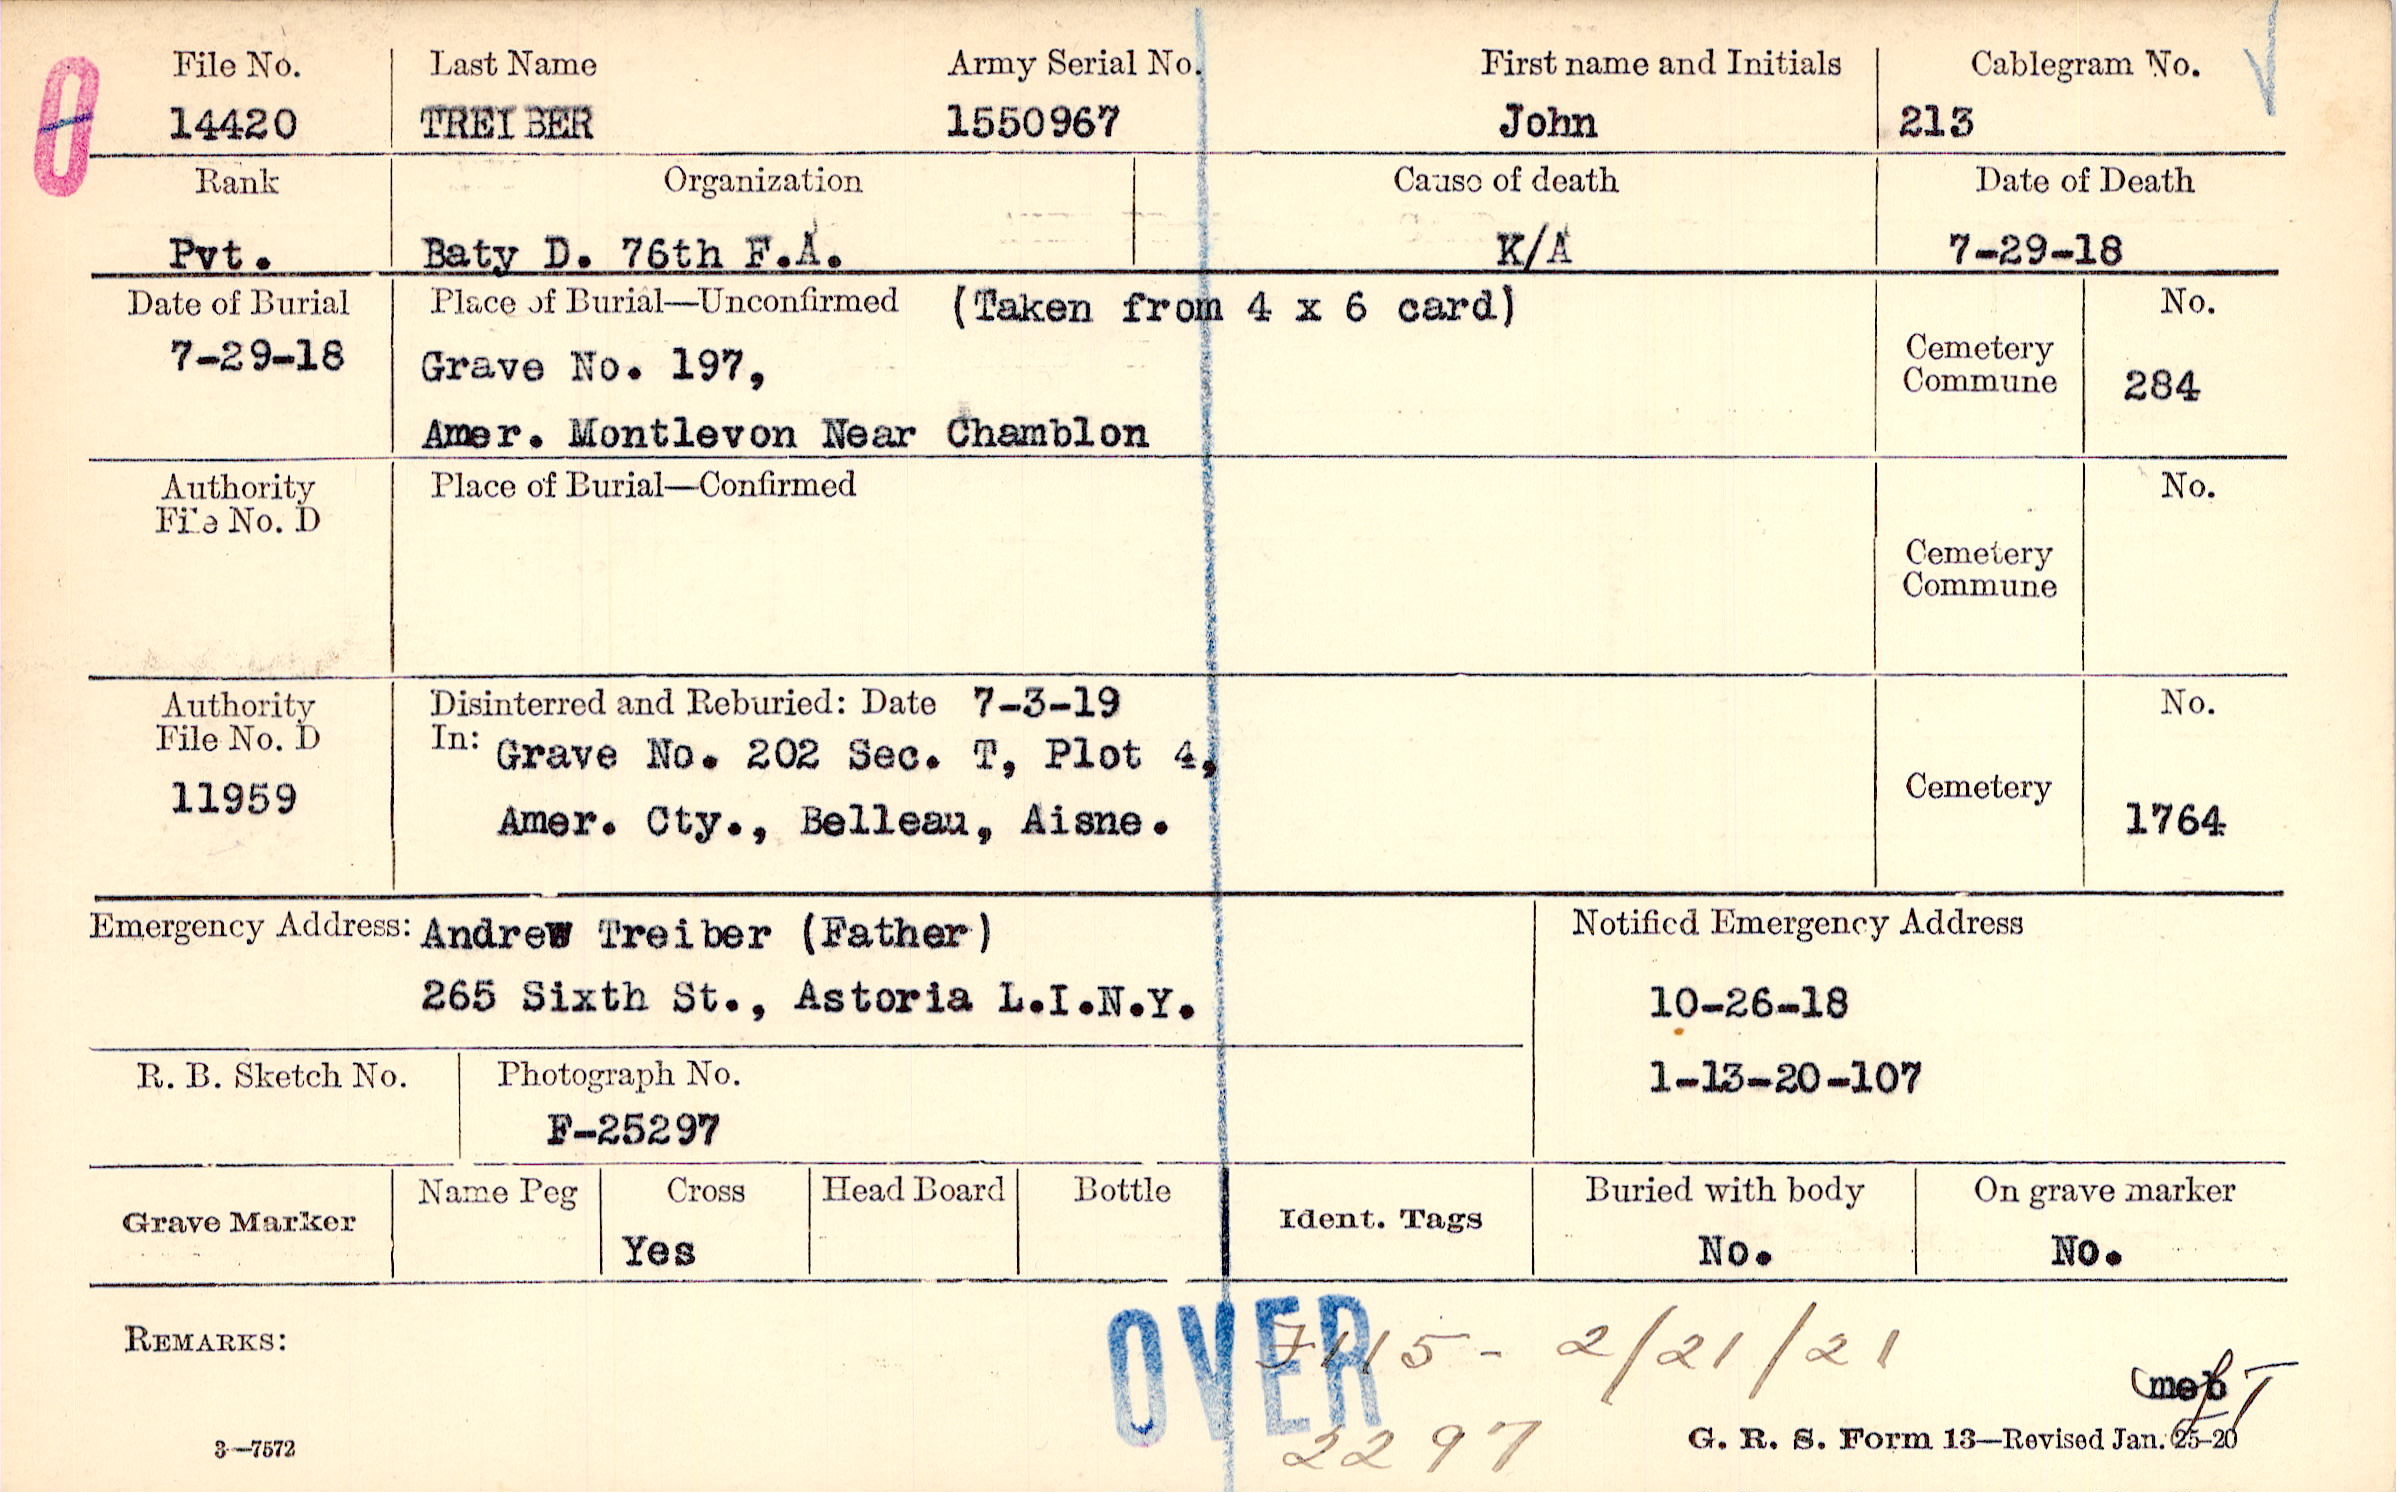 File No. Last Name Army Serial No. First name and Initials Cablegram No.
14420 TREIBER 1550967 John 213
Rank Organization Cause of death Date of Death
Pvt. Baty D. 76th F.A. K/A 7-29-18
Date of Burial Place of Burial—Unconfirmed (Taken from 4 x 6 card) No.
7-29-18 Grave No. 197, Cemetery Commune 284
Amer. Montlevon Near Chamblon
Authority File No. D Place of Burial—Confirmed No.
Cemetery Commune
Authority File No. D Disinterred and Reburied: Date 7-3-19 No.
In: Grave No. 202 Sec. T, Plot 4,
11959 Amer. Cty., Belleau, Aisne. Cemetery 1764
Emergency Address: Andrew Treiber (Father) Notified Emergency Address
265 Sixth St., Astoria L.I.N.Y. 10-26-18
R. B. Sketch No. Photograph No. 1-13-20-107
F-25297
Grave Marker Name Peg Cross Head Board Bottle Ident. Tags Buried with body On grave marker
Yes No. No.
OVER
REMARKS: 115 - 2/21/21
meb
2297
3—7572 G. R. S. Form 13—Revised Jan. 25-20